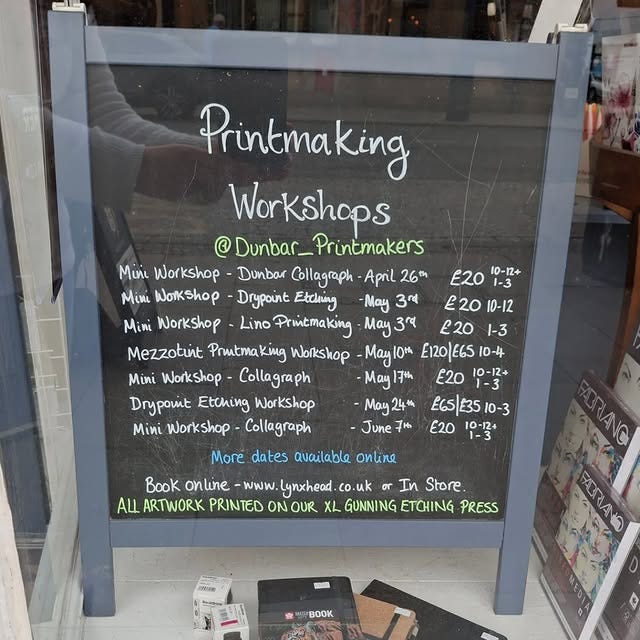 Printmaking
Workshops
@Dunbar_Printmakers
Mini Workshop - Dunbar Collagraph - April 26th £20 10-12+ 1-3
Mini Workshop - Drypoint Etching - May 3rd £20 10-12
Mini Workshop - Lino Printmaking - May 3rd £20 1-3
Mezzotint Printmaking Workshop - May 10th £120/£65 10-4
Mini Workshop - Collagraph - May 17th £20 10-12+ 1-3
Drypoint Etching Workshop - May 24th £65/£35 10-3
Mini Workshop - Collagraph - June 7th £20 10-12+ 1-3
More dates available online
Book online - www.lynxhead.co.uk or In Store.
ALL ARTWORK PRINTED ON OUR XL GUNNING ETCHING PRESS
FABRIANO
FABRIANO
BOOK